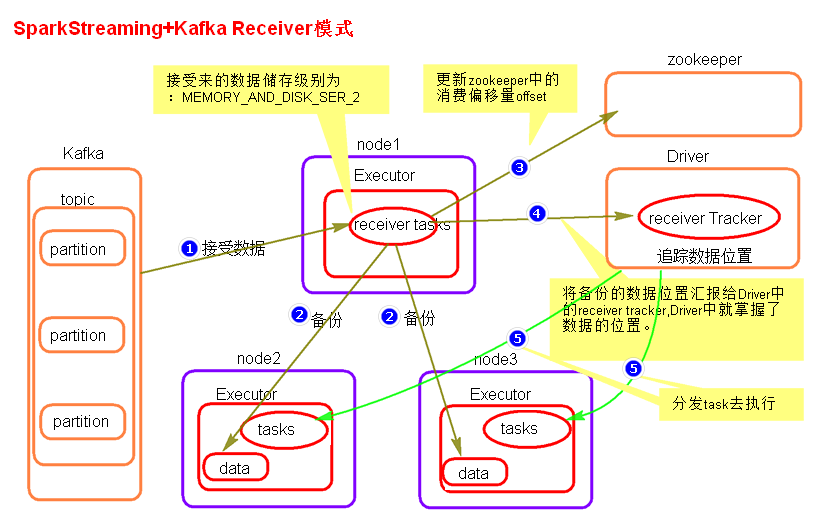 SparkStreaming+Kafka Receiver模式
zookeeper
接受来的数据储存级别为
：MEMORY_AND_DISK_SER_2
更新zookeeper中的
消费偏移量offset
Kafka
node1
Driver
3
topic
Executor
partition
1
接受数据
receiver tasks
4
receiver Tracker
追踪数据位置
将备份的数据位置汇报给Driver中
的receiver tracker,Driver中就掌握了
数据的位置。
partition
2
备份
2
备份
5
5
node2
node3
Executor
Executor
分发task去执行
partition
tasks
tasks
data
data